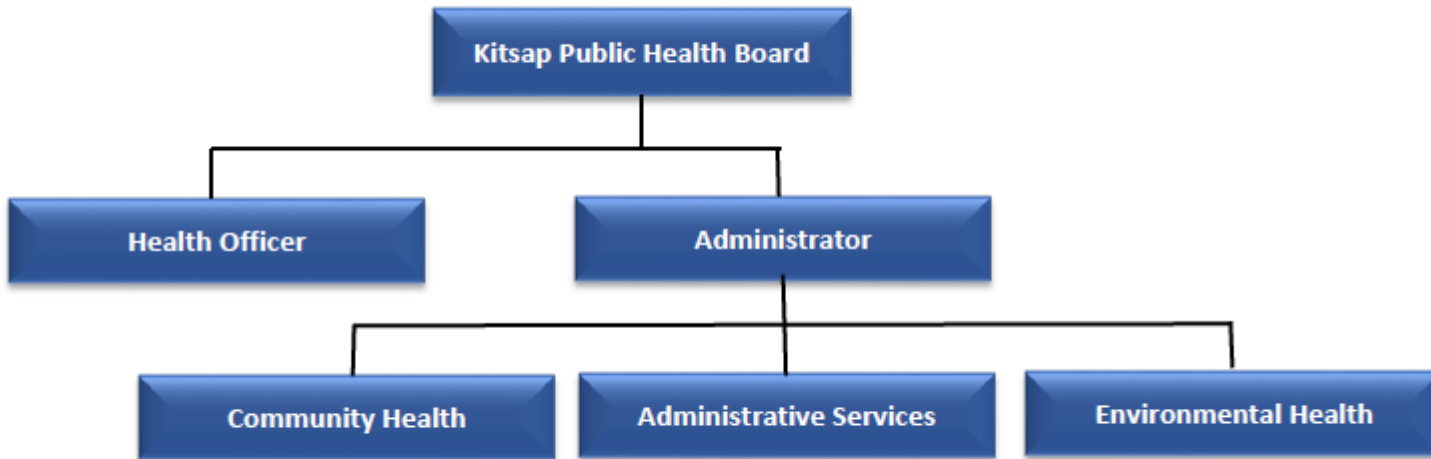 Kitsap Public Health Board
Health Officer
Administrator
Community Health
Administrative Services
Environmental Health